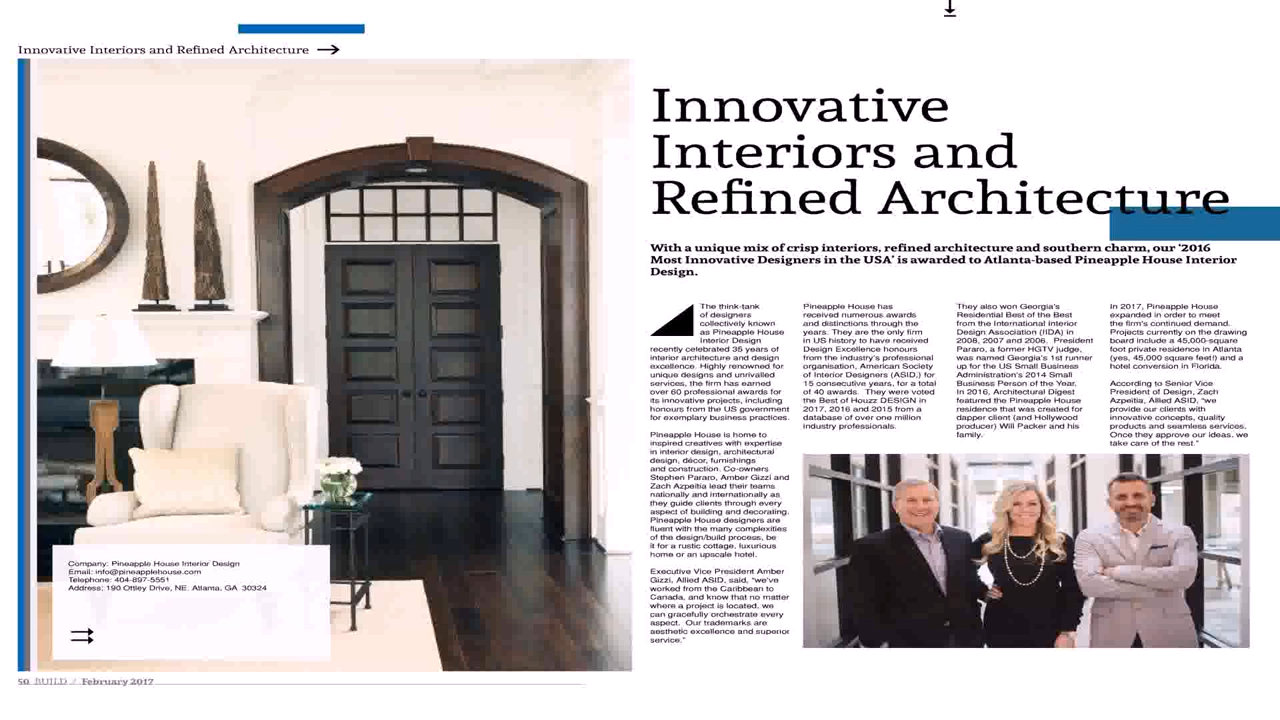 Innovative Interiors and Refined Architecture
Company: Pineapple House Interior Design
Email: info@pineapplehouse.com
Telephone: 404-897-5551
Address: 190 Ottley Drive, NE. Atlanta, GA 30324
50 BUILD // February 2017
Innovative
Interiors and
Refined Architecture
With a unique mix of crisp interiors, refined architecture and southern charm, our '2016
Most Innovative Designers in the USA' is awarded to Atlanta-based Pineapple House Interior
Design.
The think-tank
of designers
collectively known
as Pineapple House
Interior Design
recently celebrated 35 years of
interior architecture and design
excellence. Highly renowned for
unique designs and unrivalled
services, the firm has earned
over 60 professional awards for
its innovative projects, including
honours from the US government
for exemplary business practices.
Pineapple House is home to
inspired creatives with expertise
in interior design, architectural
design, décor, furnishings
and construction. Co-owners
Stephen Pararo, Amber Gizzi and
Zach Azpeitia lead their teams
nationally and internationally as
they guide clients through every
aspect of building and decorating.
Pineapple House designers are
fluent with the many complexities
of the design/build process, be
it for a rustic cottage, luxurious
home or an upscale hotel.
Executive Vice President Amber
Gizzi, Allied ASID, said, "we've
worked from the Caribbean to
Canada, and know that no matter
where a project is located, we
can gracefully orchestrate every
aspect. Our trademarks are
aesthetic excellence and superior
service."
Pineapple House has
received numerous awards
and distinctions through the
years. They are the only firm
in US history to have received
Design Excellence honours
from the industry's professional
organisation, American Society
of Interior Designers (ASID,) for
15 consecutive years, for a total
of 40 awards. They were voted
the Best of Houzz DESIGN in
2017, 2016 and 2015 from a
database of over one million
industry professionals.
They also won Georgia's
Residential Best of the Best
from the International Interior
Design Association (IIDA) in
2008, 2007 and 2006. President
Pararo, a former HGTV judge,
was named Georgia's 1st runner
up for the US Small Business
Administration's 2014 Small
Business Person of the Year.
In 2016, Architectural Digest
featured the Pineapple House
residence that was created for
dapper client (and Hollywood
producer) Will Packer and his
family.
In 2017, Pineapple House
expanded in order to meet
the firm's continued demand.
Projects currently on the drawing
board include a 45,000-square
foot private residence in Atlanta
(yes, 45,000 square feet!) and a
hotel conversion in Florida.
According to Senior Vice
President of Design, Zach
Azpeitia, Allied ASID, "we
provide our clients with
innovative concepts, quality
products and seamless services.
Once they approve our ideas, we
take care of the rest."